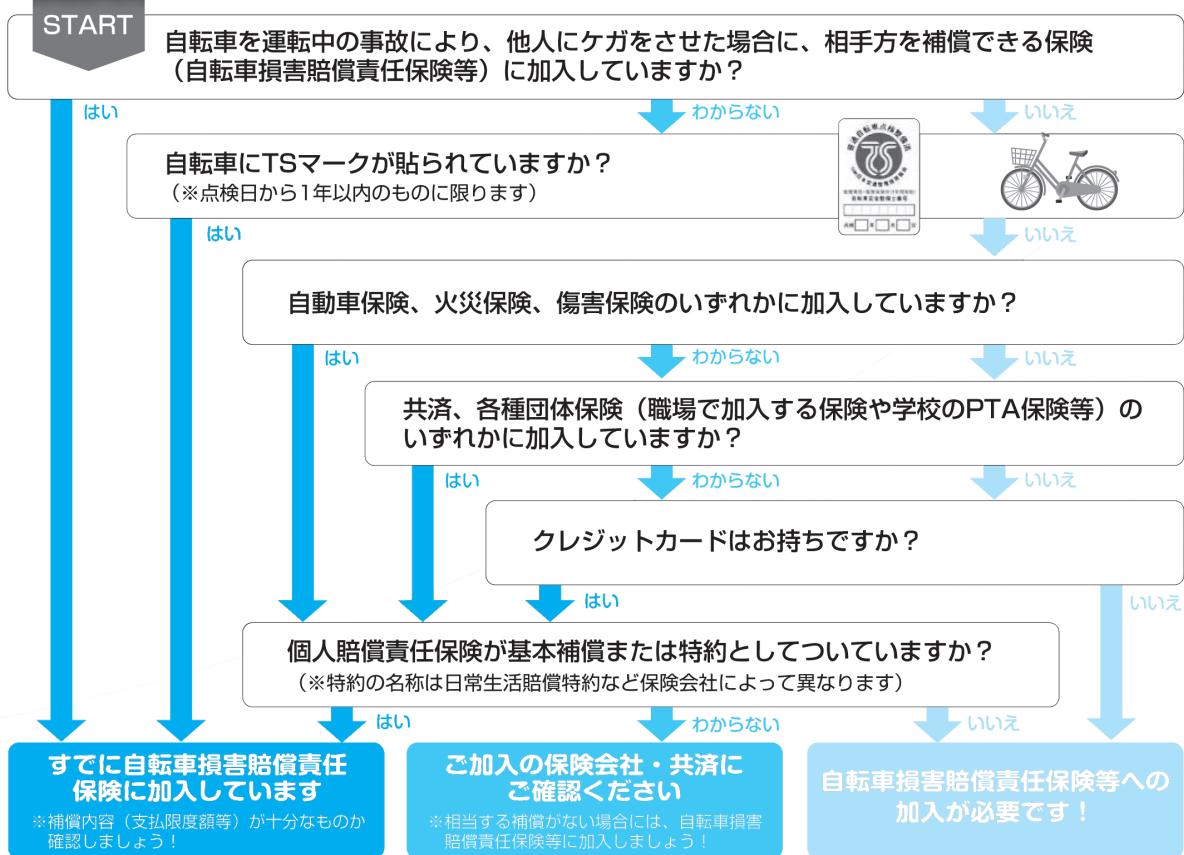 START
自転車を運転中の事故により、他人にケガをさせた場合に、相手方を補償できる保険
（自転車損害賠償責任保険等）に加入していますか？
はい
わからない
いいえ
自転車にTSマークが貼られていますか？
（※点検日から1年以内のものに限ります）
TS
自転車安全整備士番号
点検 年 月 日
はい
いいえ
自動車保険、火災保険、傷害保険のいずれかに加入していますか？
はい
わからない
いいえ
共済、各種団体保険（職場で加入する保険や学校のPTA保険等）の
いずれかに加入していますか？
はい
わからない
いいえ
クレジットカードはお持ちですか？
はい
いいえ
個人賠償責任保険が基本補償または特約としてついていますか？
（※特約の名称は日常生活賠償特約など保険会社によって異なります）
はい
わからない
いいえ
すでに自転車損害賠償責任
保険に加入しています
※補償内容（支払限度額等）が十分なものか
確認しましょう！
ご加入の保険会社・共済に
ご確認ください
※相当する補償がない場合には、自転車損害
賠償責任保険等に加入しましょう！
自転車損害賠償責任保険等への
加入が必要です！